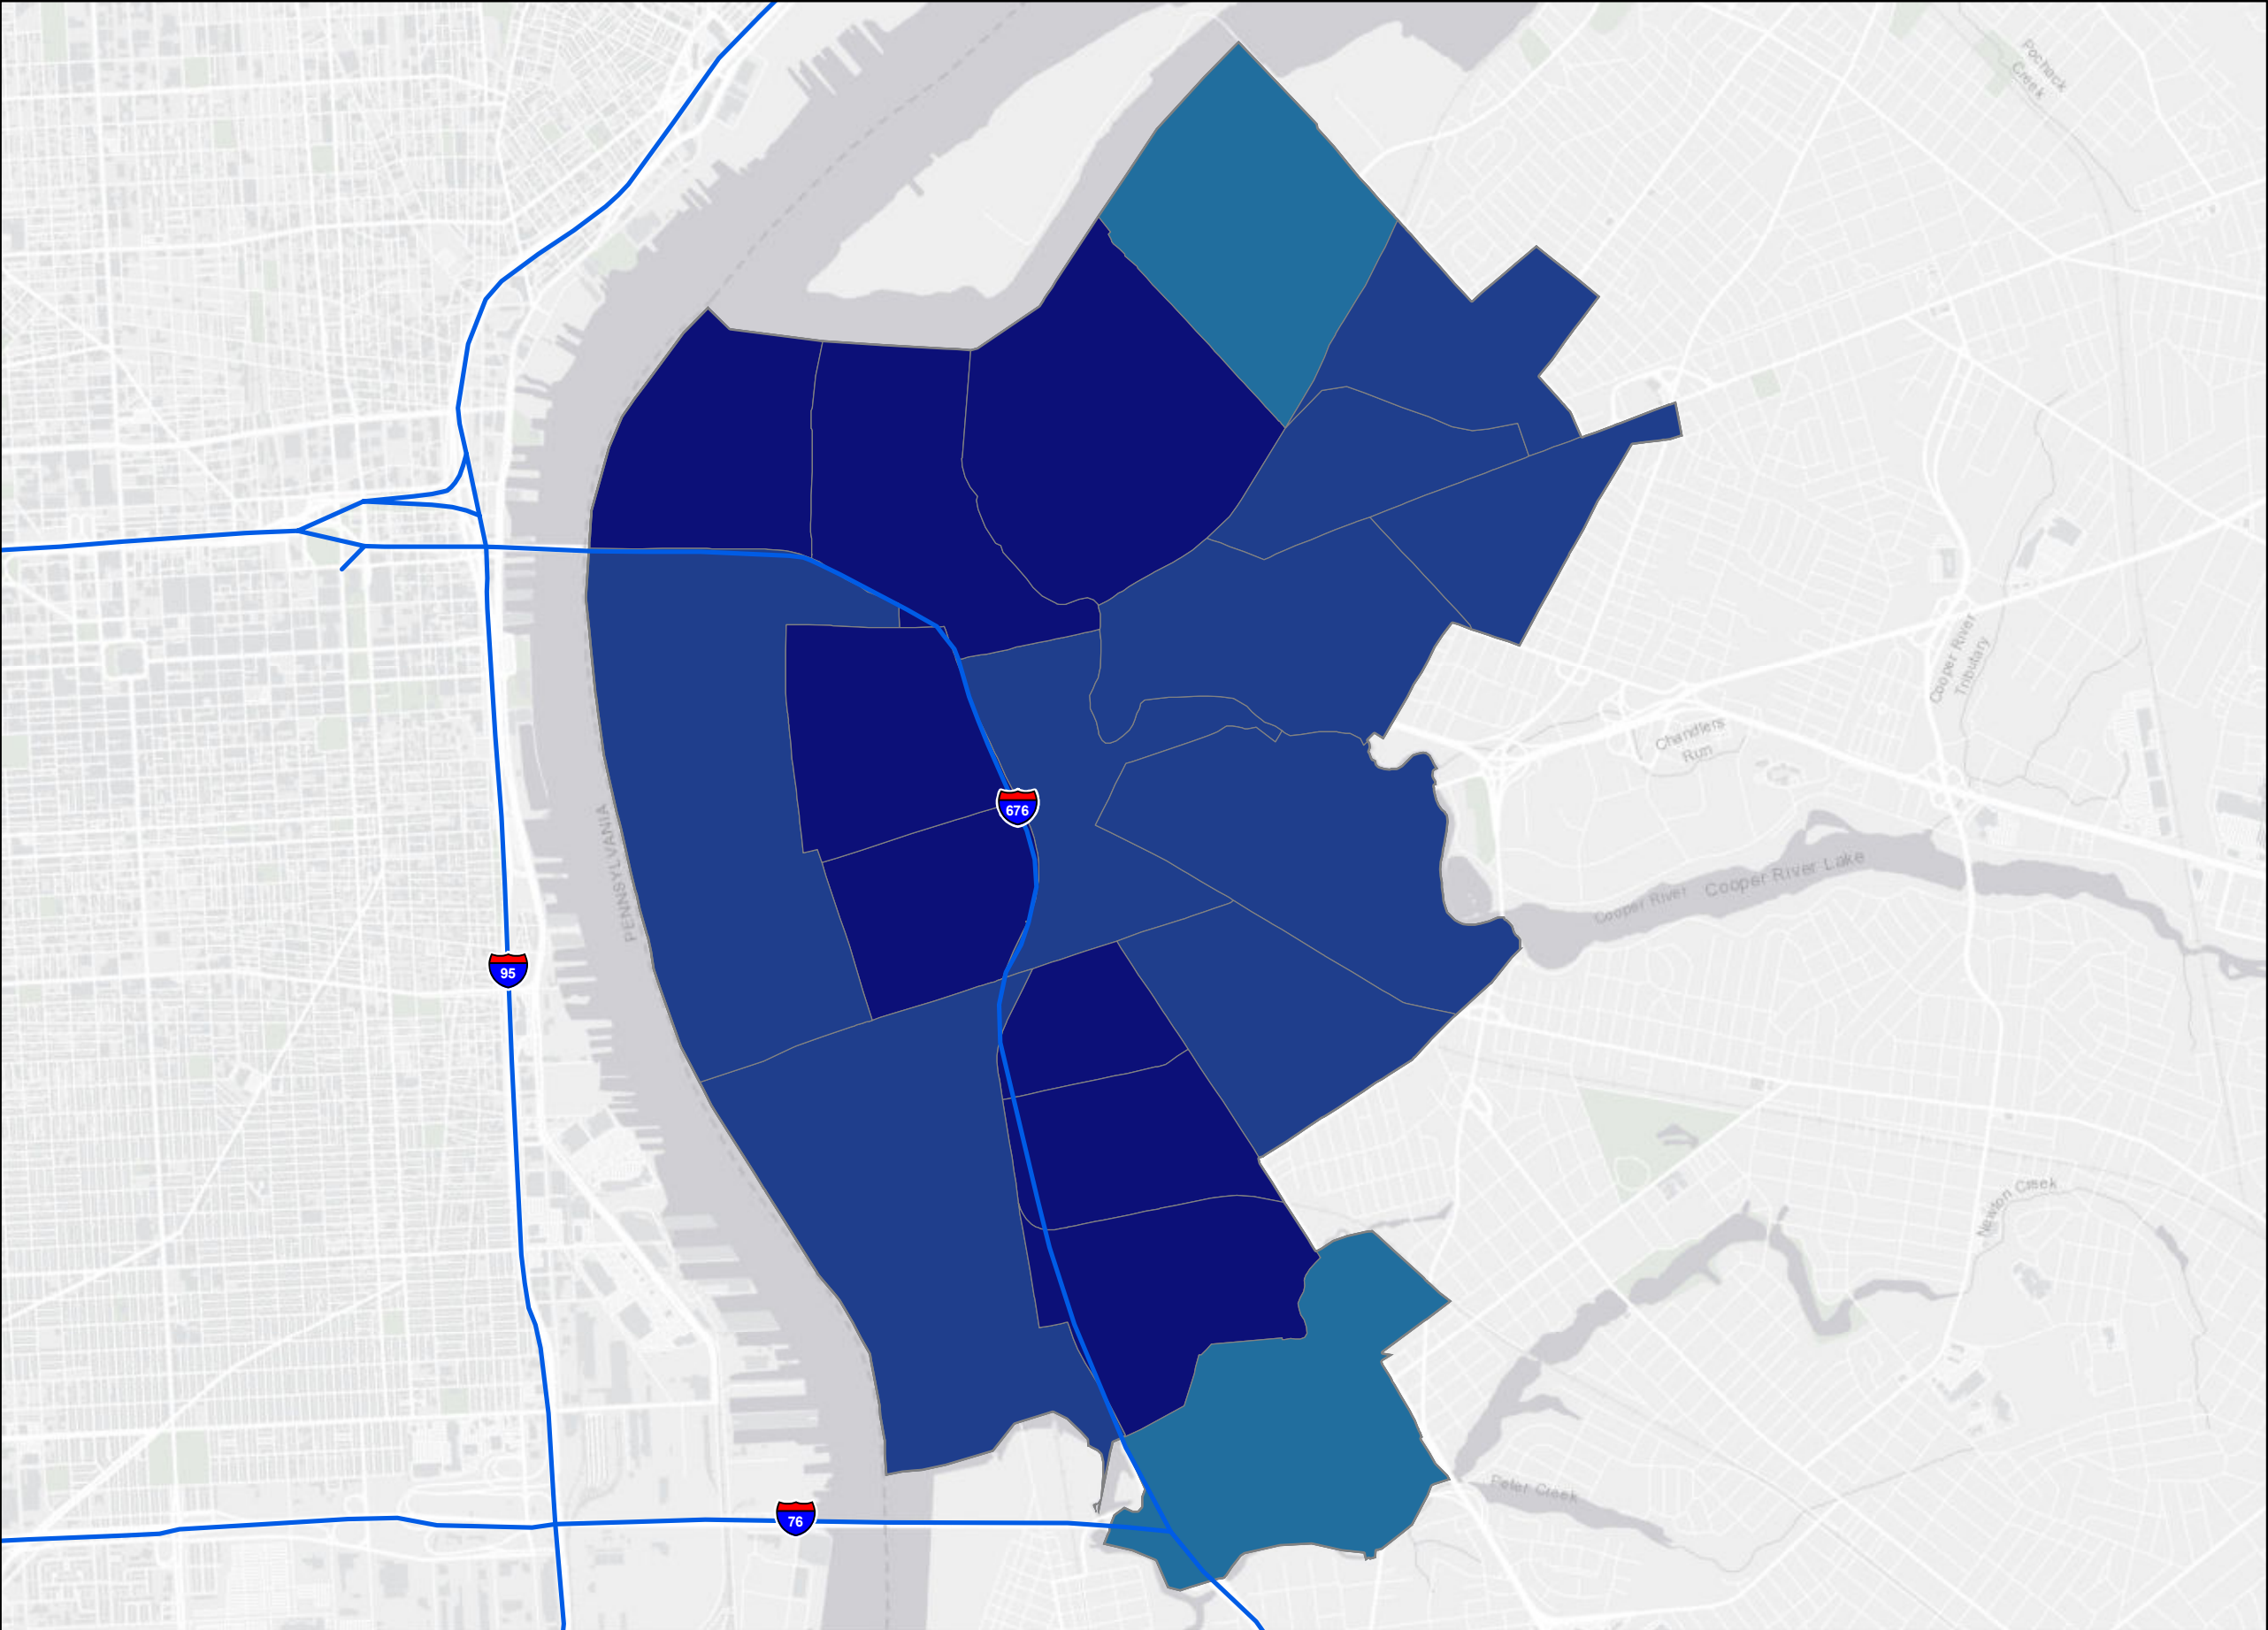 Pochack
Creek
Cooper River
Tributary
676
Chandlers
Run
PENNSYLVANIA
Cooper River
Cooper River Lake
95
Newton Creek
Peter Creek
76